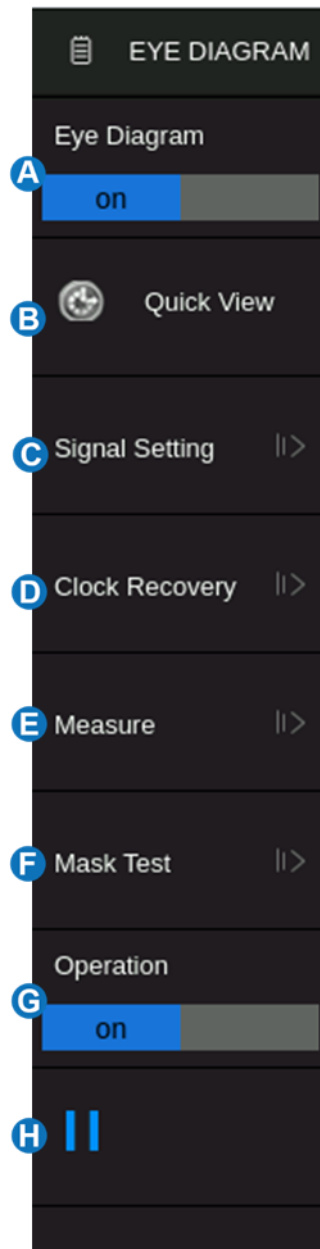 EYE DIAGRAM
Eye Diagram
A
on
B Quick View
C Signal Setting
D Clock Recovery
E Measure
F Mask Test
Operation
G
on
H